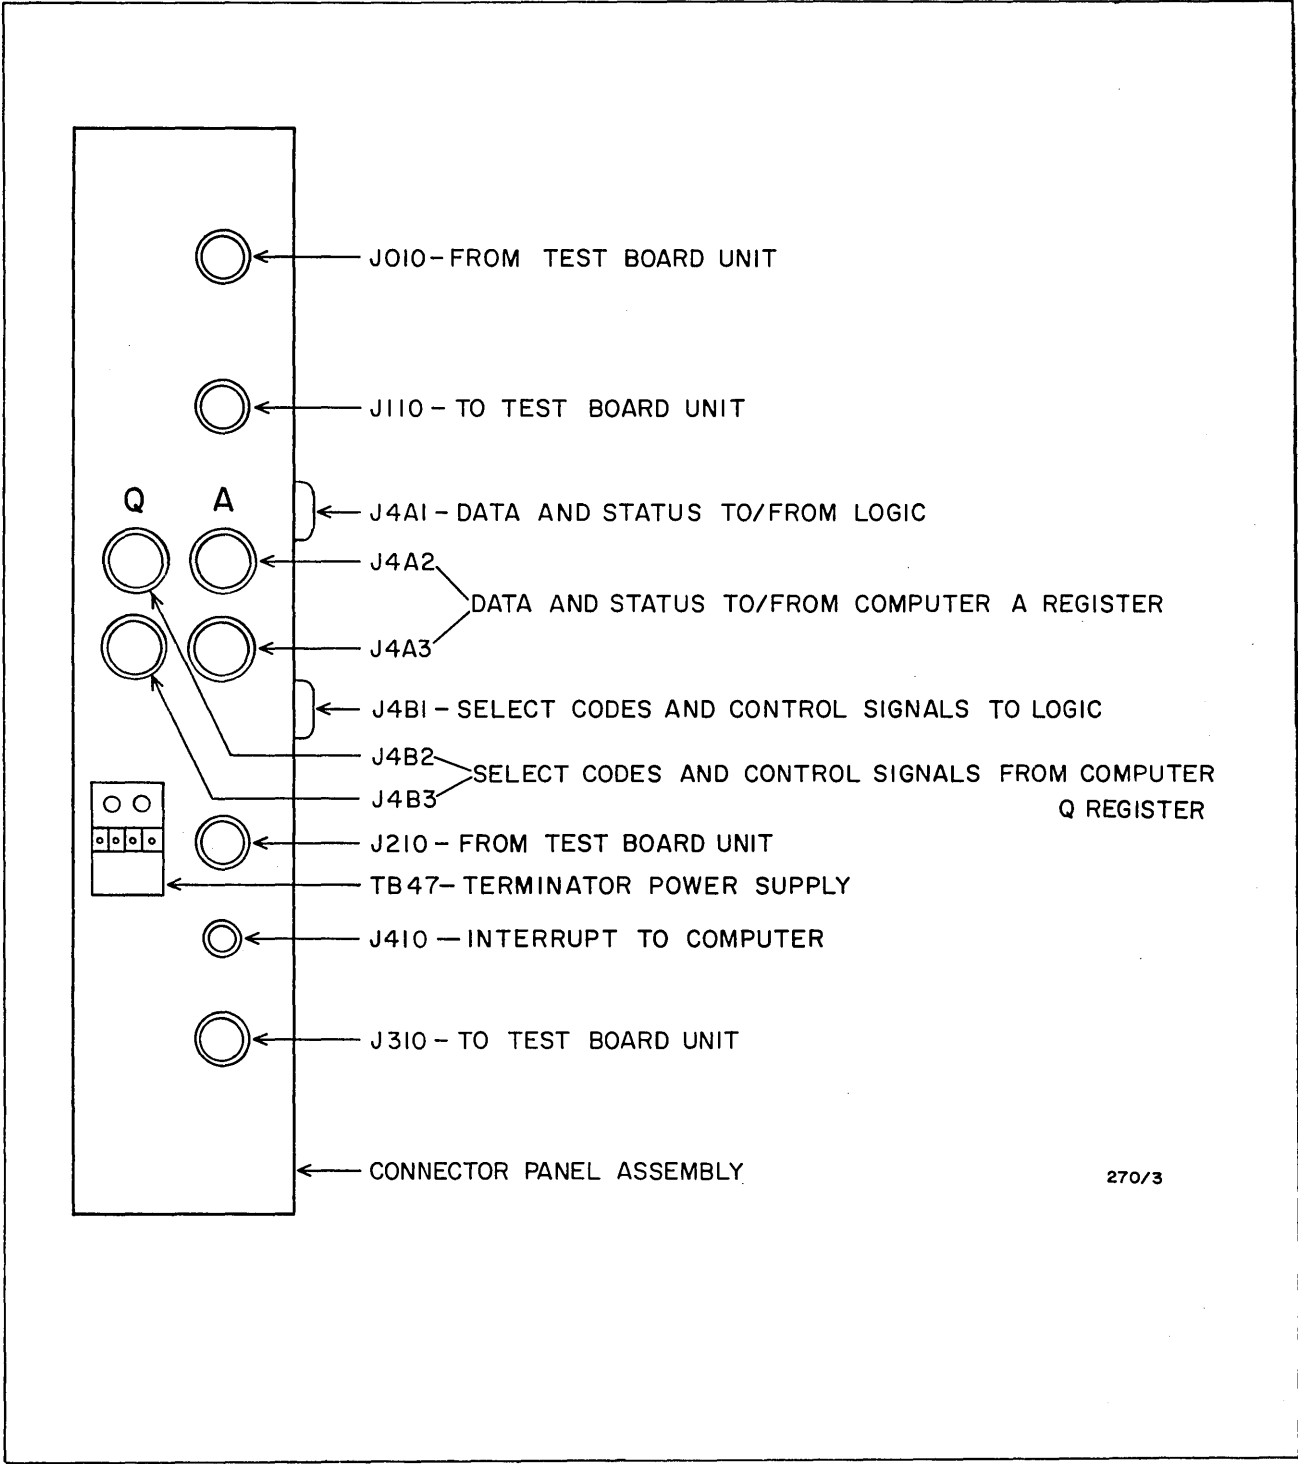 J010-FROM TEST BOARD UNIT
J110-TO TEST BOARD UNIT
Q A
J4A1-DATA AND STATUS TO/FROM LOGIC
J4A2
DATA AND STATUS TO/FROM COMPUTER A REGISTER
J4A3
J4B1-SELECT CODES AND CONTROL SIGNALS TO LOGIC
J4B2
SELECT CODES AND CONTROL SIGNALS FROM COMPUTER
J4B3
Q REGISTER
J210-FROM TEST BOARD UNIT
TB47-TERMINATOR POWER SUPPLY
J410-INTERRUPT TO COMPUTER
J310-TO TEST BOARD UNIT
CONNECTOR PANEL ASSEMBLY
270/3